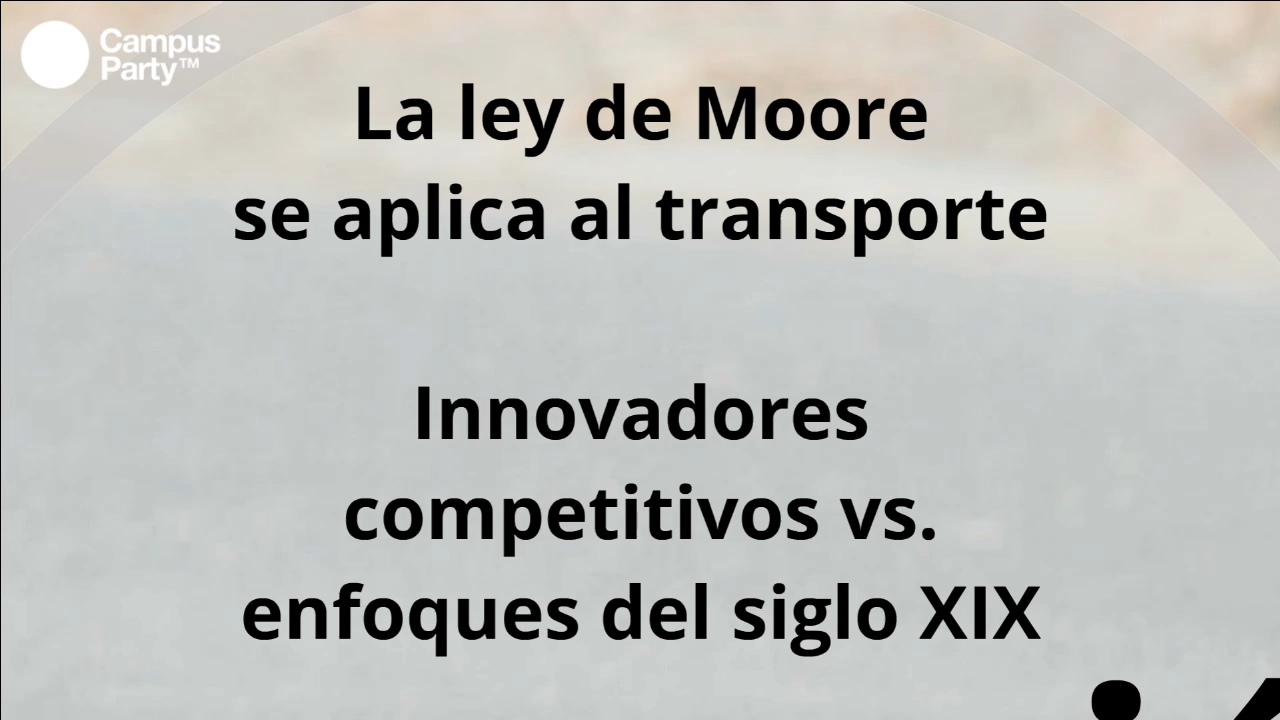 Campus
Party™
La ley de Moore
se aplica al transporte
Innovadores
competitivos vs.
enfoques del siglo XIX